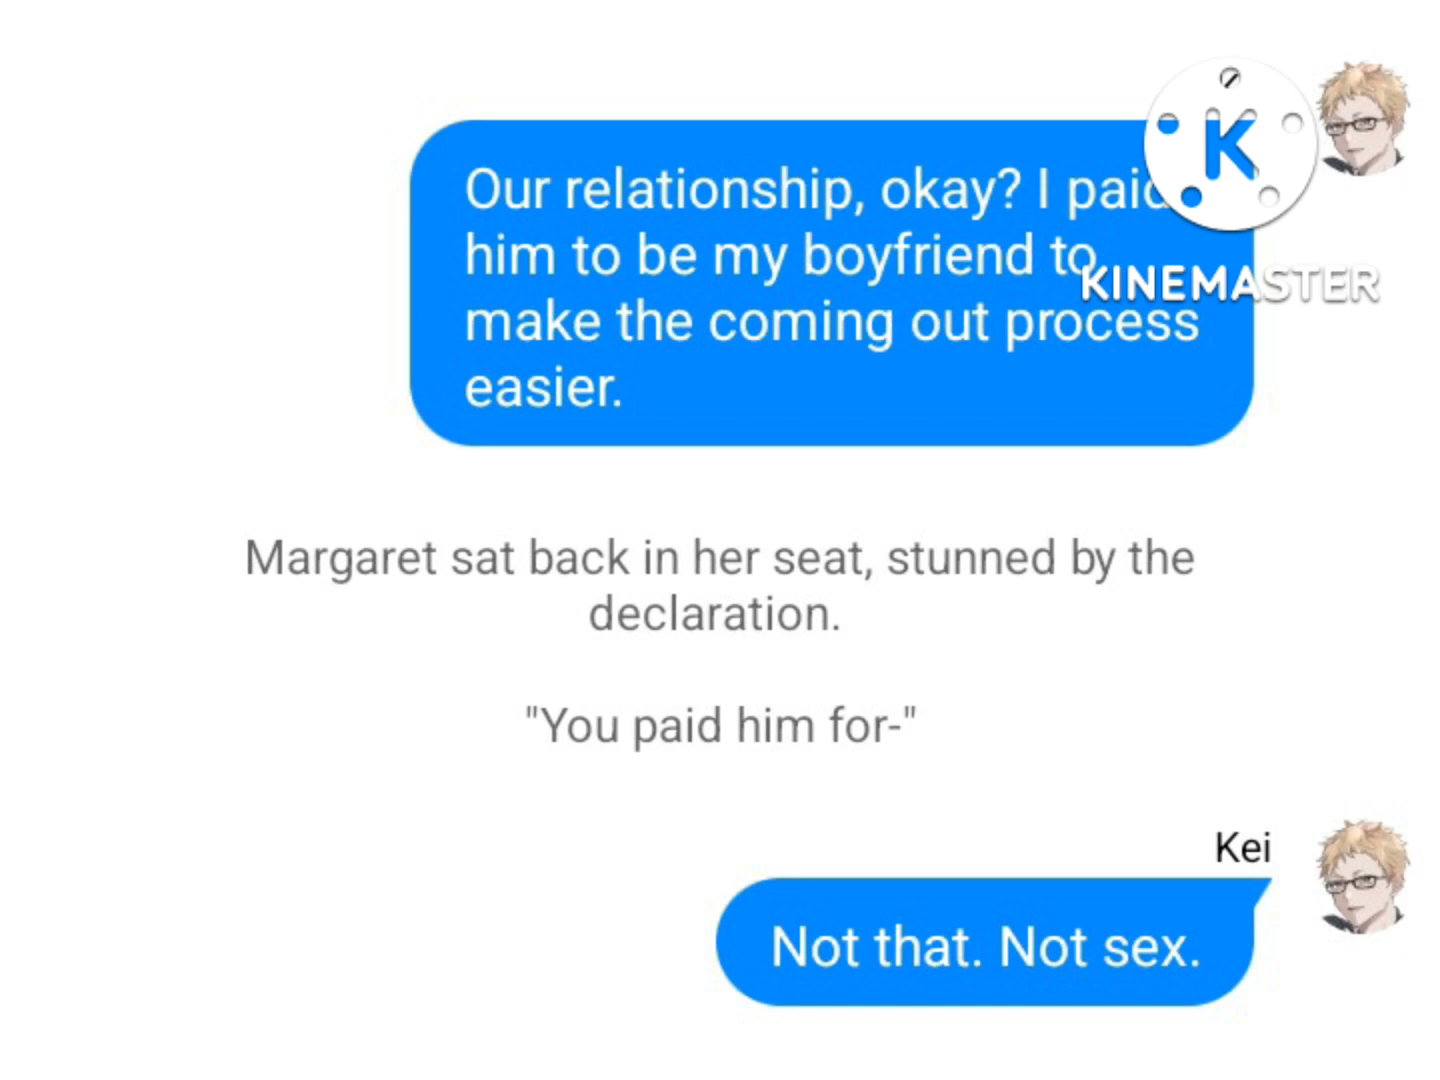 Our relationship, okay? I paid
him to be my boyfriend to
make the coming out process
easier.
K
KINEMASTER
Margaret sat back in her seat, stunned by the
declaration.
"You paid him for-"
Kei
Not that. Not sex.